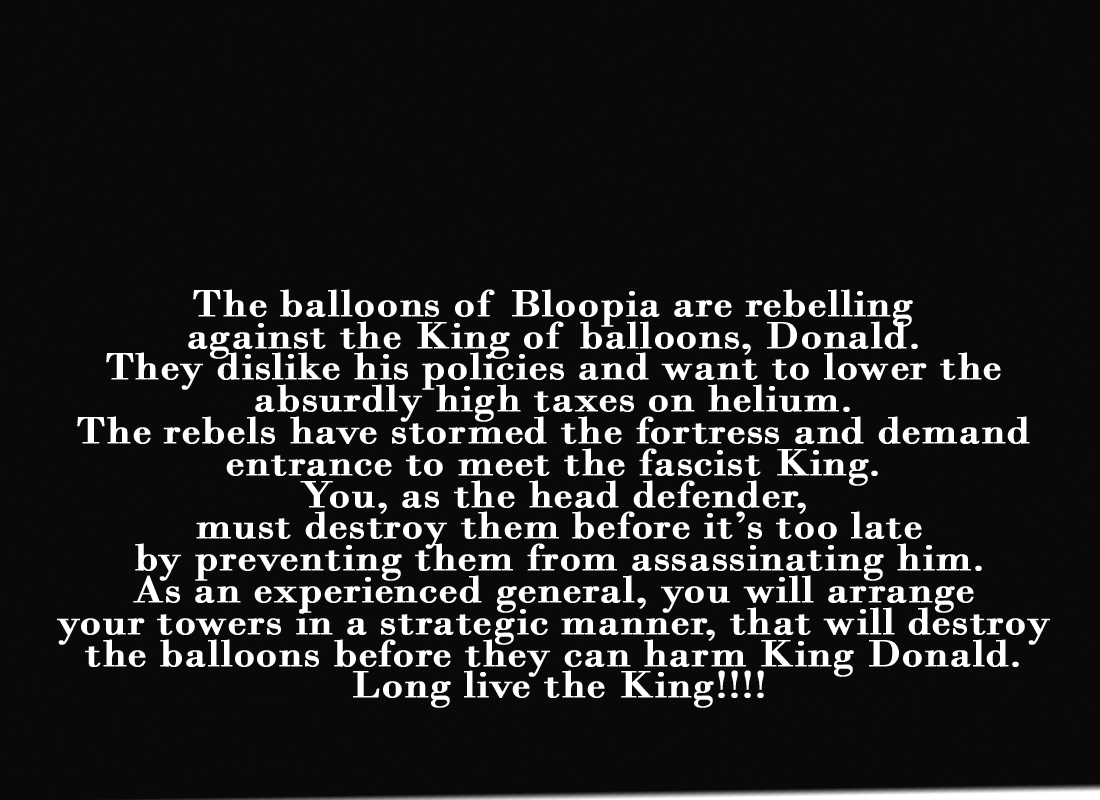 The balloons of Bloopia are rebelling
against the King of balloons, Donald.
They dislike his policies and want to lower the
absurdly high taxes on helium.
The rebels have stormed the fortress and demand
entrance to meet the fascist King.
You, as the head defender,
must destroy them before it’s too late
by preventing them from assassinating him.
As an experienced general, you will arrange
your towers in a strategic manner, that will destroy
the balloons before they can harm King Donald.
Long live the King!!!!